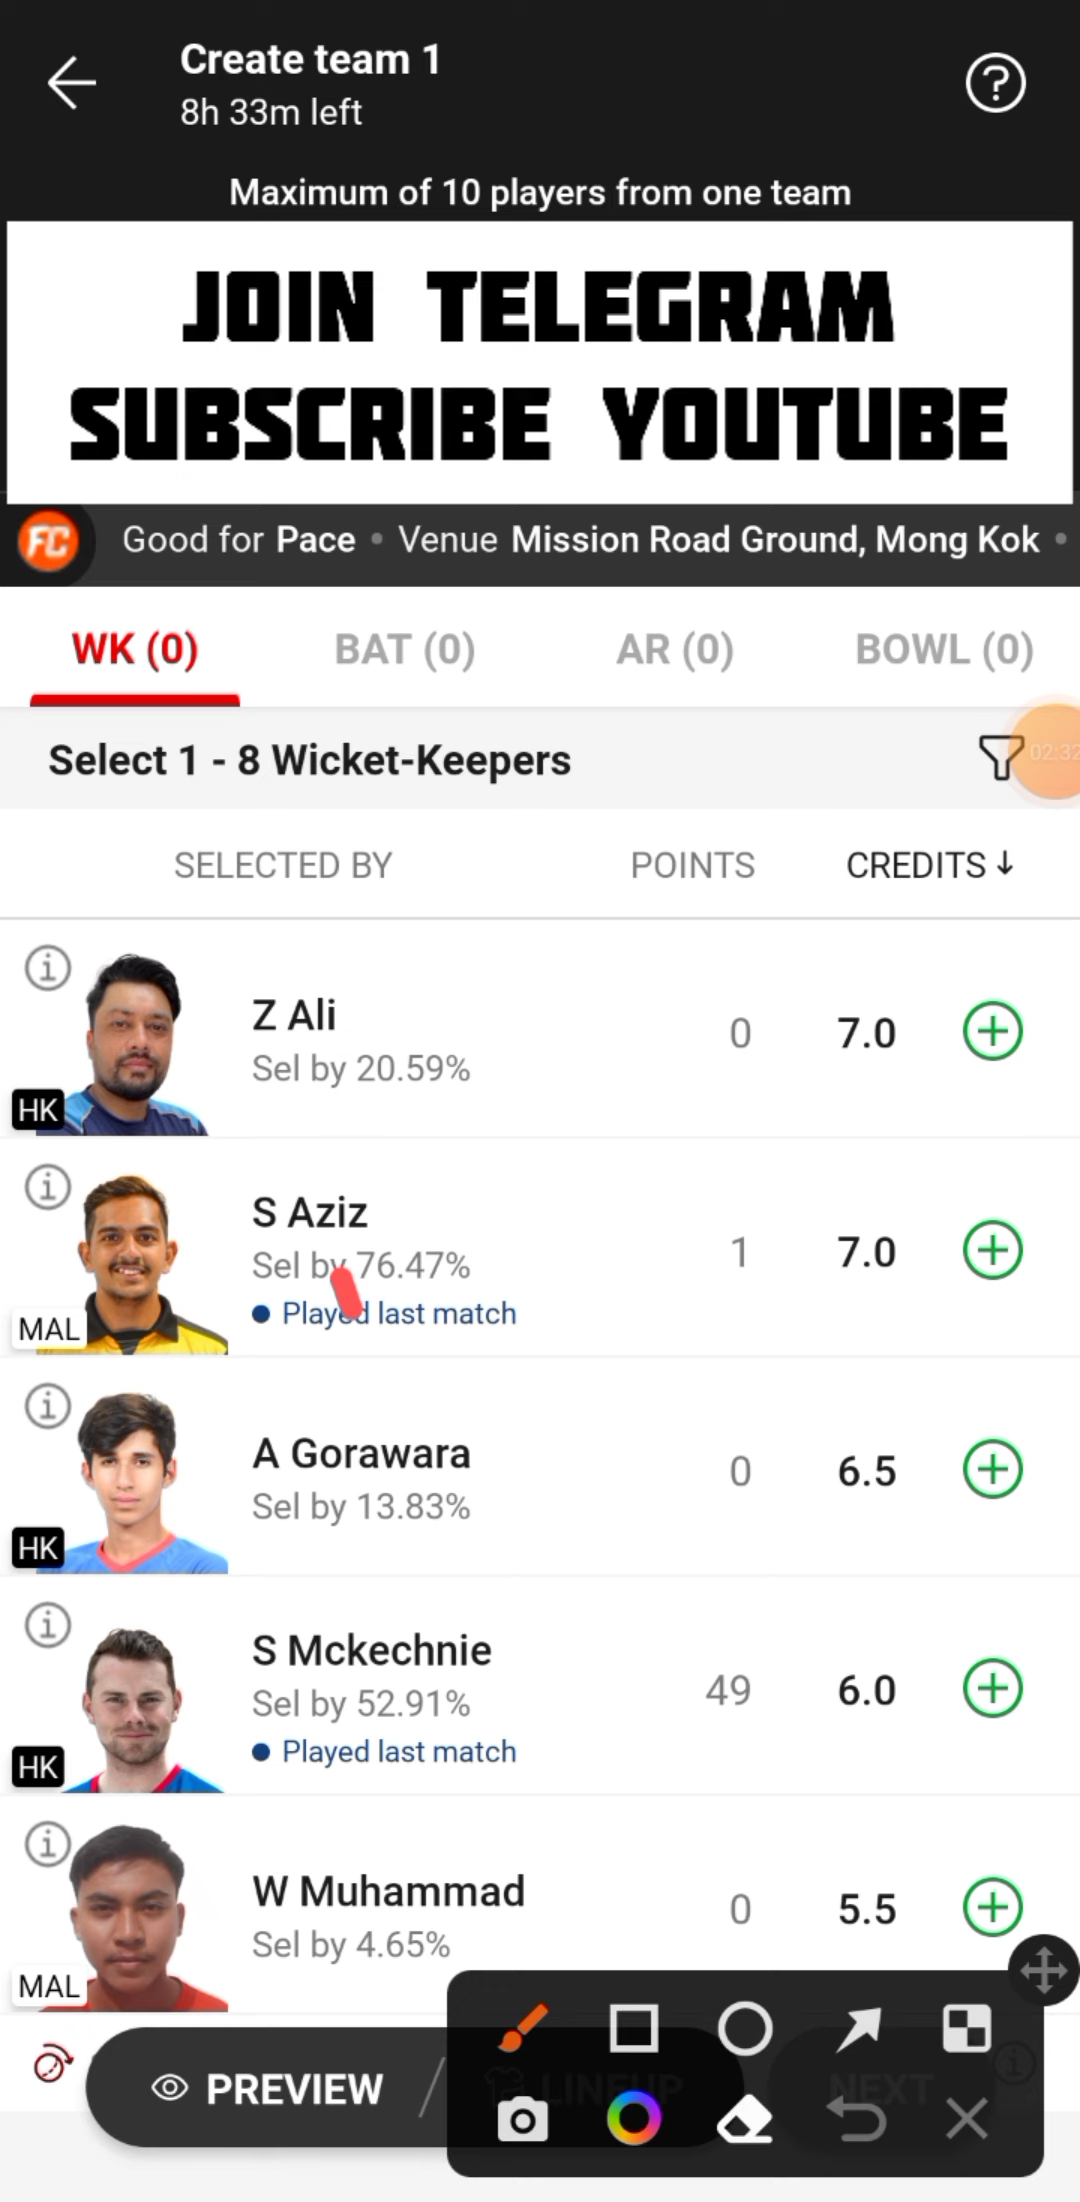 Create team 1
8h 33m left
Maximum of 10 players from one team
JOIN TELEGRAM
SUBSCRIBE YOUTUBE
FC Good for Pace • Venue Mission Road Ground, Mong Kok •
WK (0) BAT (0) AR (0) BOWL (0)
Select 1 - 8 Wicket-Keepers
02:32
SELECTED BY POINTS CREDITS ↓
Z Ali
Sel by 20.59%
0 7.0
HK
S Aziz
Sel by 76.47%
Played last match
1 7.0
MAL
A Gorawara
Sel by 13.83%
0 6.5
HK
S Mckechnie
Sel by 52.91%
Played last match
49 6.0
HK
W Muhammad
Sel by 4.65%
0 5.5
MAL
PREVIEW / LINEUP NEXT